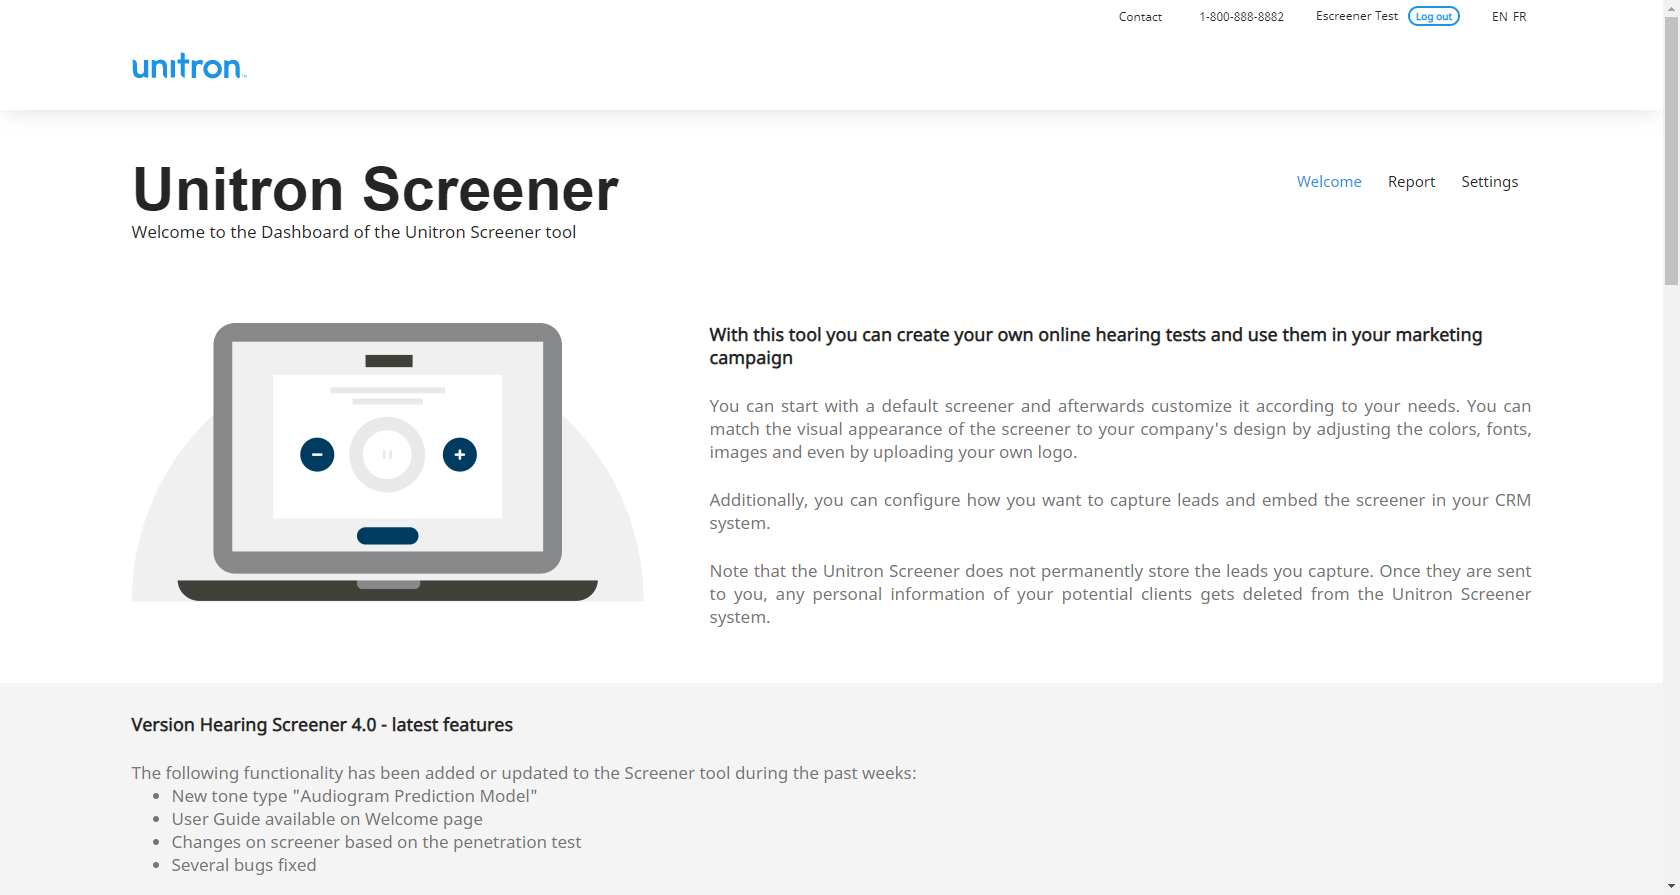 Contact 1-800-888-8882 Escreener Test Log out EN FR
unitron™
Unitron Screener
Welcome to the Dashboard of the Unitron Screener tool
Welcome Report Settings
With this tool you can create your own online hearing tests and use them in your marketing
campaign
You can start with a default screener and afterwards customize it according to your needs. You can
match the visual appearance of the screener to your company's design by adjusting the colors, fonts,
images and even by uploading your own logo.
Additionally, you can configure how you want to capture leads and embed the screener in your CRM
system.
Note that the Unitron Screener does not permanently store the leads you capture. Once they are sent
to you, any personal information of your potential clients gets deleted from the Unitron Screener
system.
Version Hearing Screener 4.0 - latest features
The following functionality has been added or updated to the Screener tool during the past weeks:
• New tone type "Audiogram Prediction Model"
• User Guide available on Welcome page
• Changes on screener based on the penetration test
• Several bugs fixed